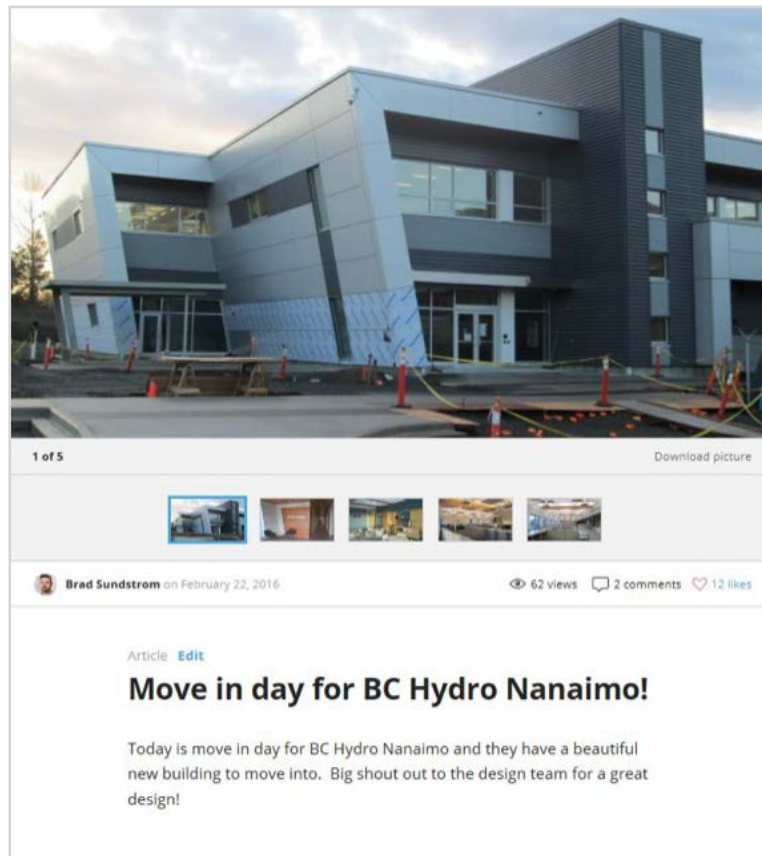 1 of 5
Download picture
Brad Sundstrom on February 22, 2016
62 views
2 comments
12 likes
Article Edit
Move in day for BC Hydro Nanaimo!
Today is move in day for BC Hydro Nanaimo and they have a beautiful
new building to move into.  Big shout out to the design team for a great
design!